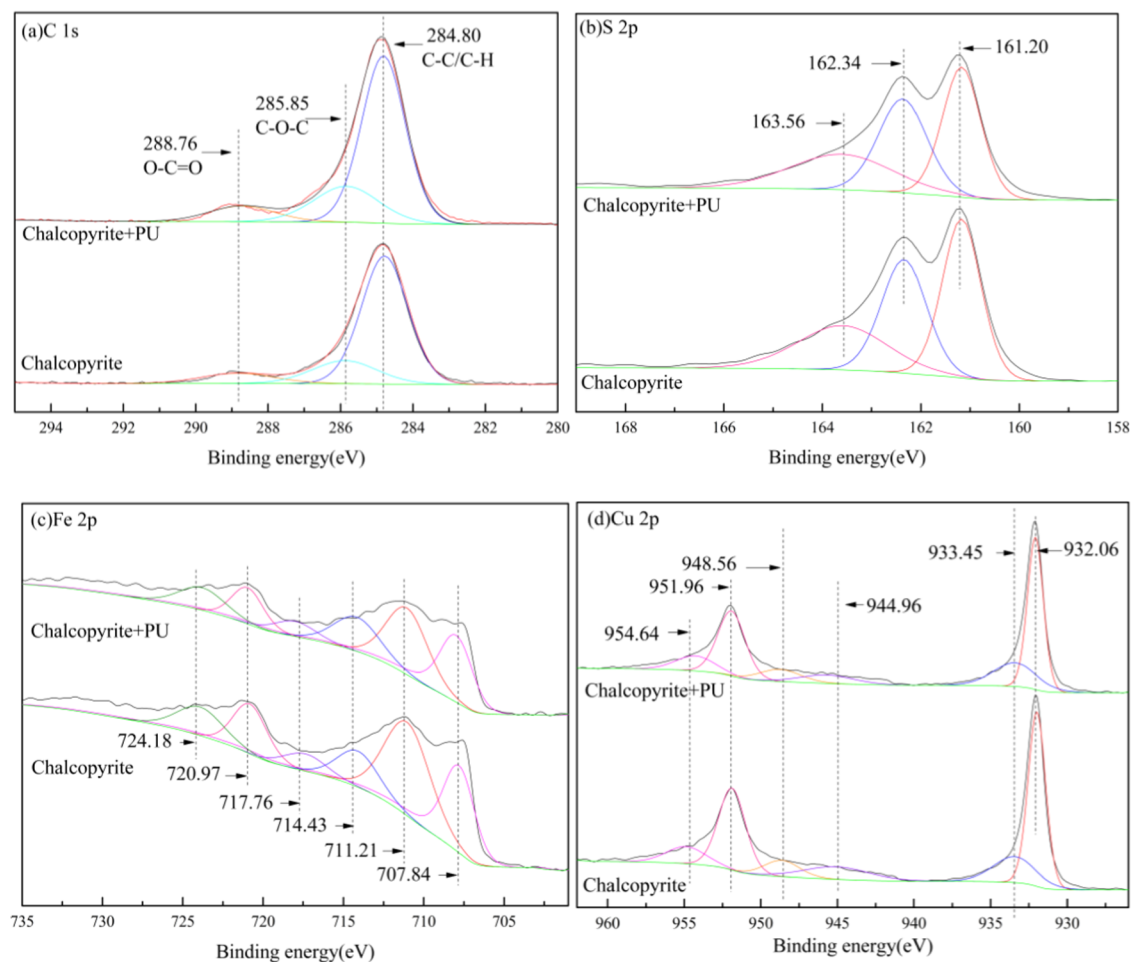 (a)C 1s
284.80
C-C/C-H
285.85
C-O-C
288.76
O-C=O
Chalcopyrite+PU
Chalcopyrite
294 292 290 288 286 284 282 280
Binding energy(eV)
(b)S 2p
161.20
162.34
163.56
Chalcopyrite+PU
Chalcopyrite
168 166 164 162 160 158
Binding energy(eV)
(c)Fe 2p
Chalcopyrite+PU
Chalcopyrite
724.18
720.97
717.76
714.43
711.21
707.84
735 730 725 720 715 710 705
Binding energy(eV)
(d)Cu 2p
948.56
933.45
932.06
951.96
944.96
954.64
Chalcopyrite+PU
Chalcopyrite
960 955 950 945 940 935 930
Binding energy(eV)